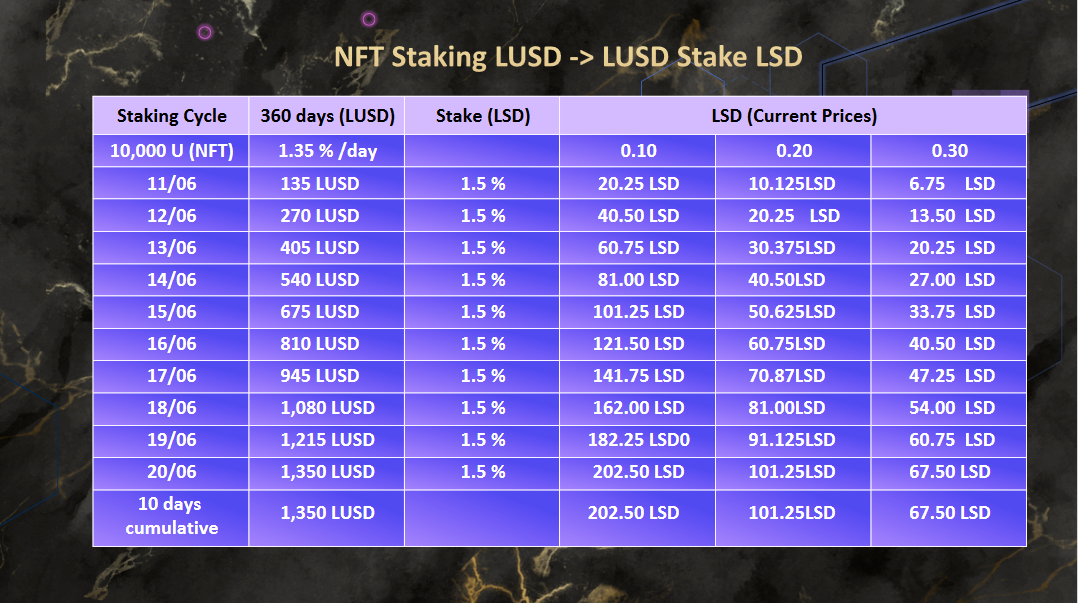 NFT Staking LUSD -> LUSD Stake LSD
Staking Cycle 360 days (LUSD) Stake (LSD) LSD (Current Prices)
10,000 U (NFT) 1.35 % /day 0.10 0.20 0.30
11/06 135 LUSD 1.5 % 20.25 LSD 10.125LSD 6.75 LSD
12/06 270 LUSD 1.5 % 40.50 LSD 20.25 LSD 13.50 LSD
13/06 405 LUSD 1.5 % 60.75 LSD 30.375LSD 20.25 LSD
14/06 540 LUSD 1.5 % 81.00 LSD 40.50LSD 27.00 LSD
15/06 675 LUSD 1.5 % 101.25 LSD 50.625LSD 33.75 LSD
16/06 810 LUSD 1.5 % 121.50 LSD 60.75LSD 40.50 LSD
17/06 945 LUSD 1.5 % 141.75 LSD 70.87LSD 47.25 LSD
18/06 1,080 LUSD 1.5 % 162.00 LSD 81.00LSD 54.00 LSD
19/06 1,215 LUSD 1.5 % 182.25 LSD0 91.125LSD 60.75 LSD
20/06 1,350 LUSD 1.5 % 202.50 LSD 101.25LSD 67.50 LSD
10 days
cumulative 1,350 LUSD 202.50 LSD 101.25LSD 67.50 LSD